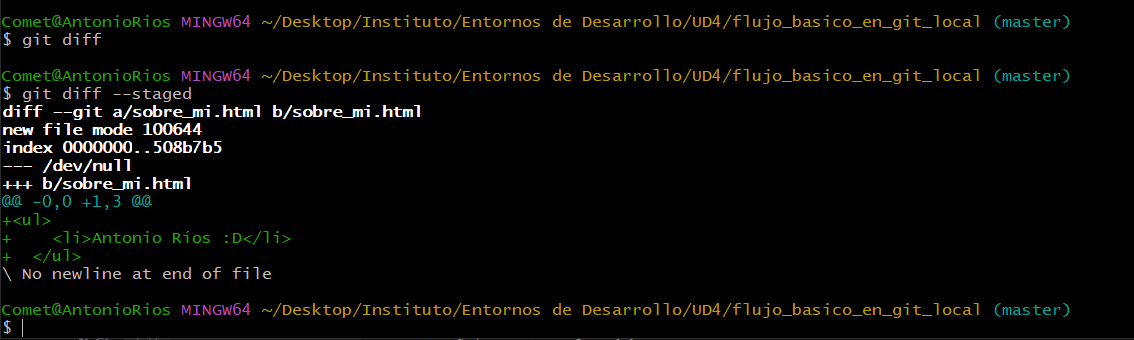 Comet@AntonioRios MINGW64 ~/Desktop/Instituto/Entornos de Desarrollo/UD4/flujo_basico_en_git_local (master)
$ git diff
Comet@AntonioRios MINGW64 ~/Desktop/Instituto/Entornos de Desarrollo/UD4/flujo_basico_en_git_local (master)
$ git diff --staged
diff --git a/sobre_mi.html b/sobre_mi.html
new file mode 100644
index 0000000..508b7b5
--- /dev/null
+++ b/sobre_mi.html
@@ -0,0 +1,3 @@
+<ul>
+    <li>Antonio Ríos :D</li>
+  </ul>
\ No newline at end of file
Comet@AntonioRios MINGW64 ~/Desktop/Instituto/Entornos de Desarrollo/UD4/flujo_basico_en_git_local (master)
$